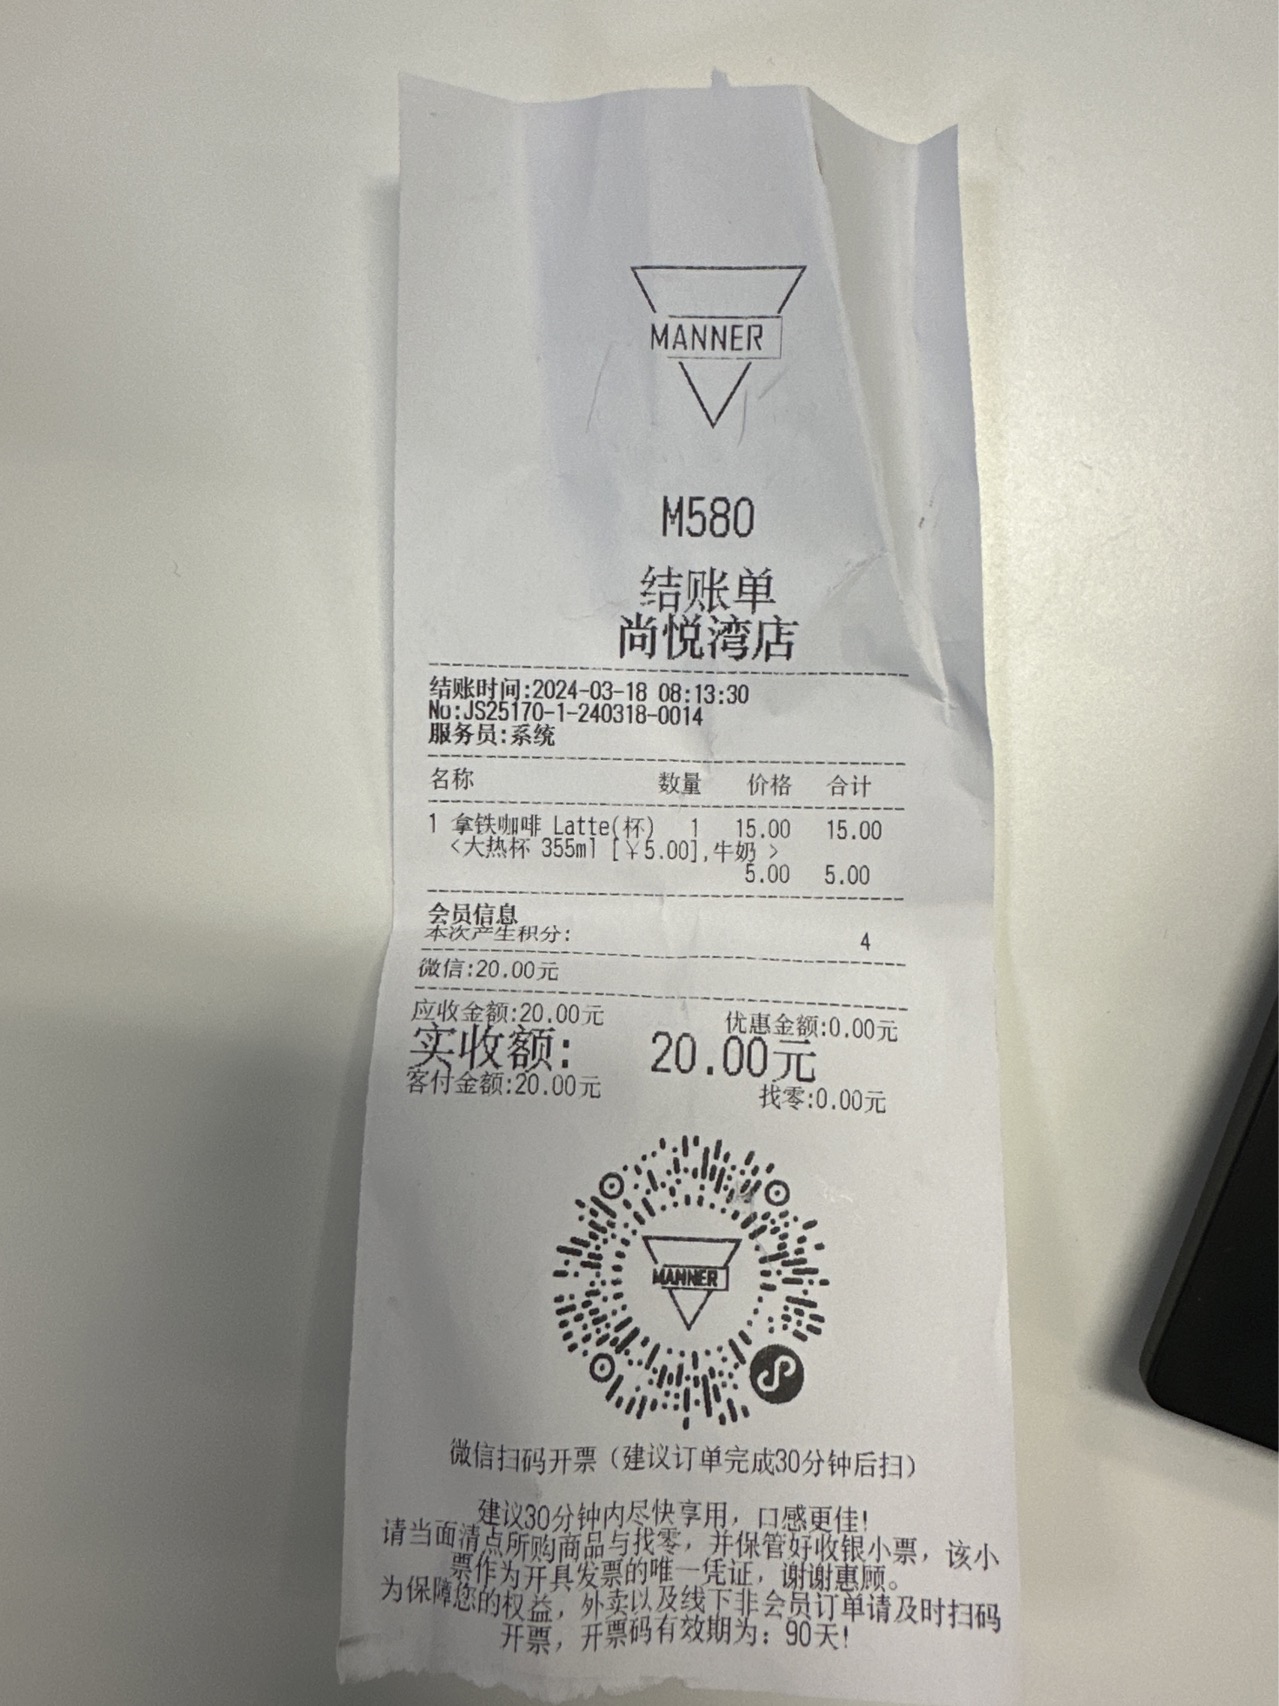 MANNER
M580
结账单
尚悦湾店
结账时间:2024-03-18 08:13:30
No:JS25170-1-240318-0014
服务员:系统
名称 数量 价格 合计
1 拿铁咖啡 Latte(杯) 1 15.00 15.00
<大热杯 355ml [￥5.00],牛奶 >
5.00 5.00
会员信息
本次产生积分: 4
微信:20.00元
应收金额:20.00元 优惠金额:0.00元
实收额: 20.00元
客付金额:20.00元 找零:0.00元
MANNER
微信扫码开票（建议订单完成30分钟后扫）
建议30分钟内尽快享用，口感更佳!
请当面清点所购商品与找零，并保管好收银小票，该小
票作为开具发票的唯一凭证，谢谢惠顾。
为保障您的权益，外卖以及线下非会员订单请及时扫码
开票，开票码有效期为：90天!